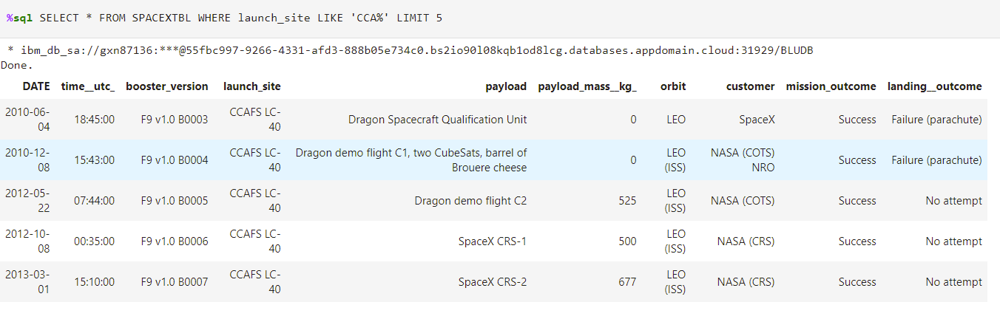 %sql SELECT * FROM SPACEXTBL WHERE launch_site LIKE 'CCA%' LIMIT 5
* ibm_db_sa://gxn87136:***@55fbc997-9266-4331-afd3-888b05e734c0.bs2io90l08kqb1od8lcg.databases.appdomain.cloud:31929/BLUDB
Done.
DATE time__utc_ booster_version launch_site payload payload_mass__kg_ orbit customer mission_outcome landing__outcome
2010-06-04 18:45:00 F9 v1.0 B0003 CCAFS LC-40 Dragon Spacecraft Qualification Unit 0 LEO SpaceX Success Failure (parachute)
2010-12-08 15:43:00 F9 v1.0 B0004 CCAFS LC-40 Dragon demo flight C1, two CubeSats, barrel of Brouere cheese 0 LEO (ISS) NASA (COTS) NRO Success Failure (parachute)
2012-05-22 07:44:00 F9 v1.0 B0005 CCAFS LC-40 Dragon demo flight C2 525 LEO (ISS) NASA (COTS) Success No attempt
2012-10-08 00:35:00 F9 v1.0 B0006 CCAFS LC-40 SpaceX CRS-1 500 LEO (ISS) NASA (CRS) Success No attempt
2013-03-01 15:10:00 F9 v1.0 B0007 CCAFS LC-40 SpaceX CRS-2 677 LEO (ISS) NASA (CRS) Success No attempt